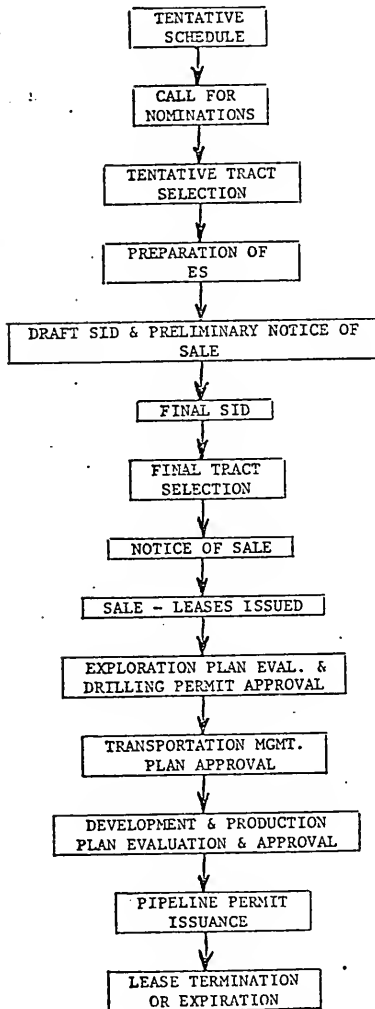 TENTATIVE
SCHEDULE
CALL FOR
NOMINATIONS
TENTATIVE TRACT
SELECTION
PREPARATION OF
ES
DRAFT SID & PRELIMINARY NOTICE OF
SALE
FINAL SID
FINAL TRACT
SELECTION
NOTICE OF SALE
SALE - LEASES ISSUED
EXPLORATION PLAN EVAL. &
DRILLING PERMIT APPROVAL
TRANSPORTATION MGMT.
PLAN APPROVAL
DEVELOPMENT & PRODUCTION
PLAN EVALUATION & APPROVAL
PIPELINE PERMIT
ISSUANCE
LEASE TERMINATION
OR EXPIRATION